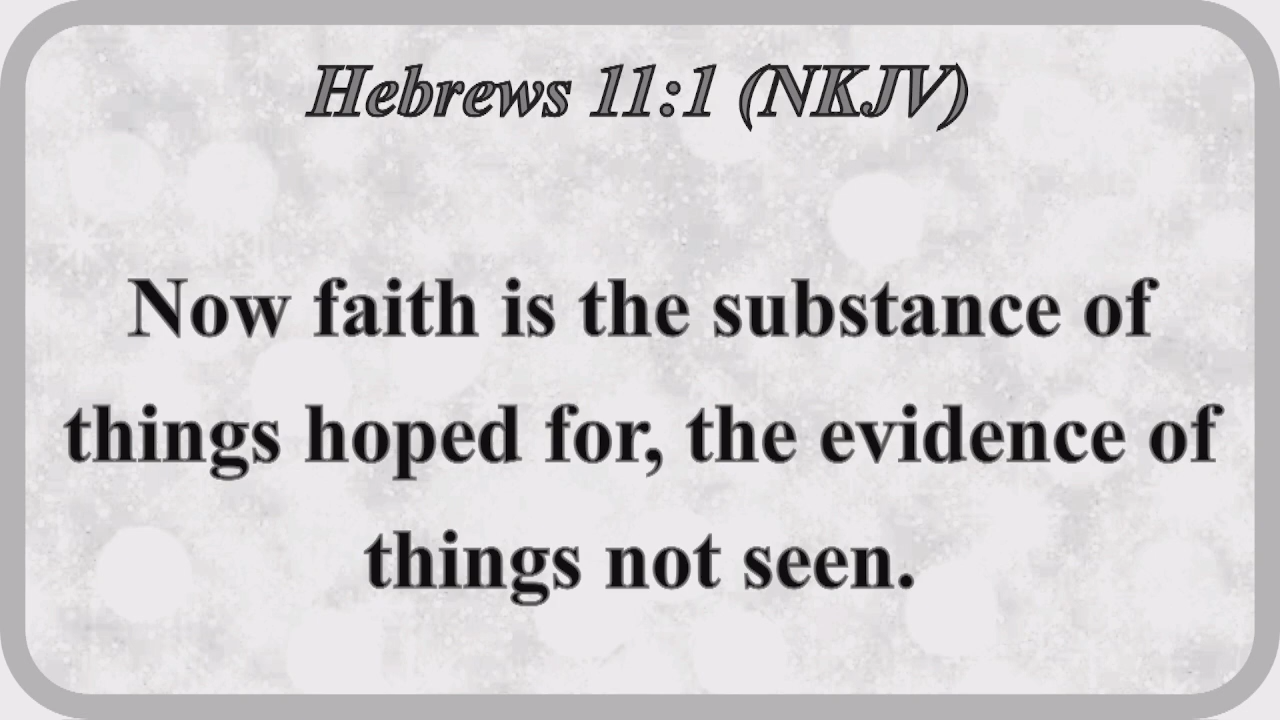 Hebrews 11:1 (NKJV)
Now faith is the substance of
things hoped for, the evidence of
things not seen.